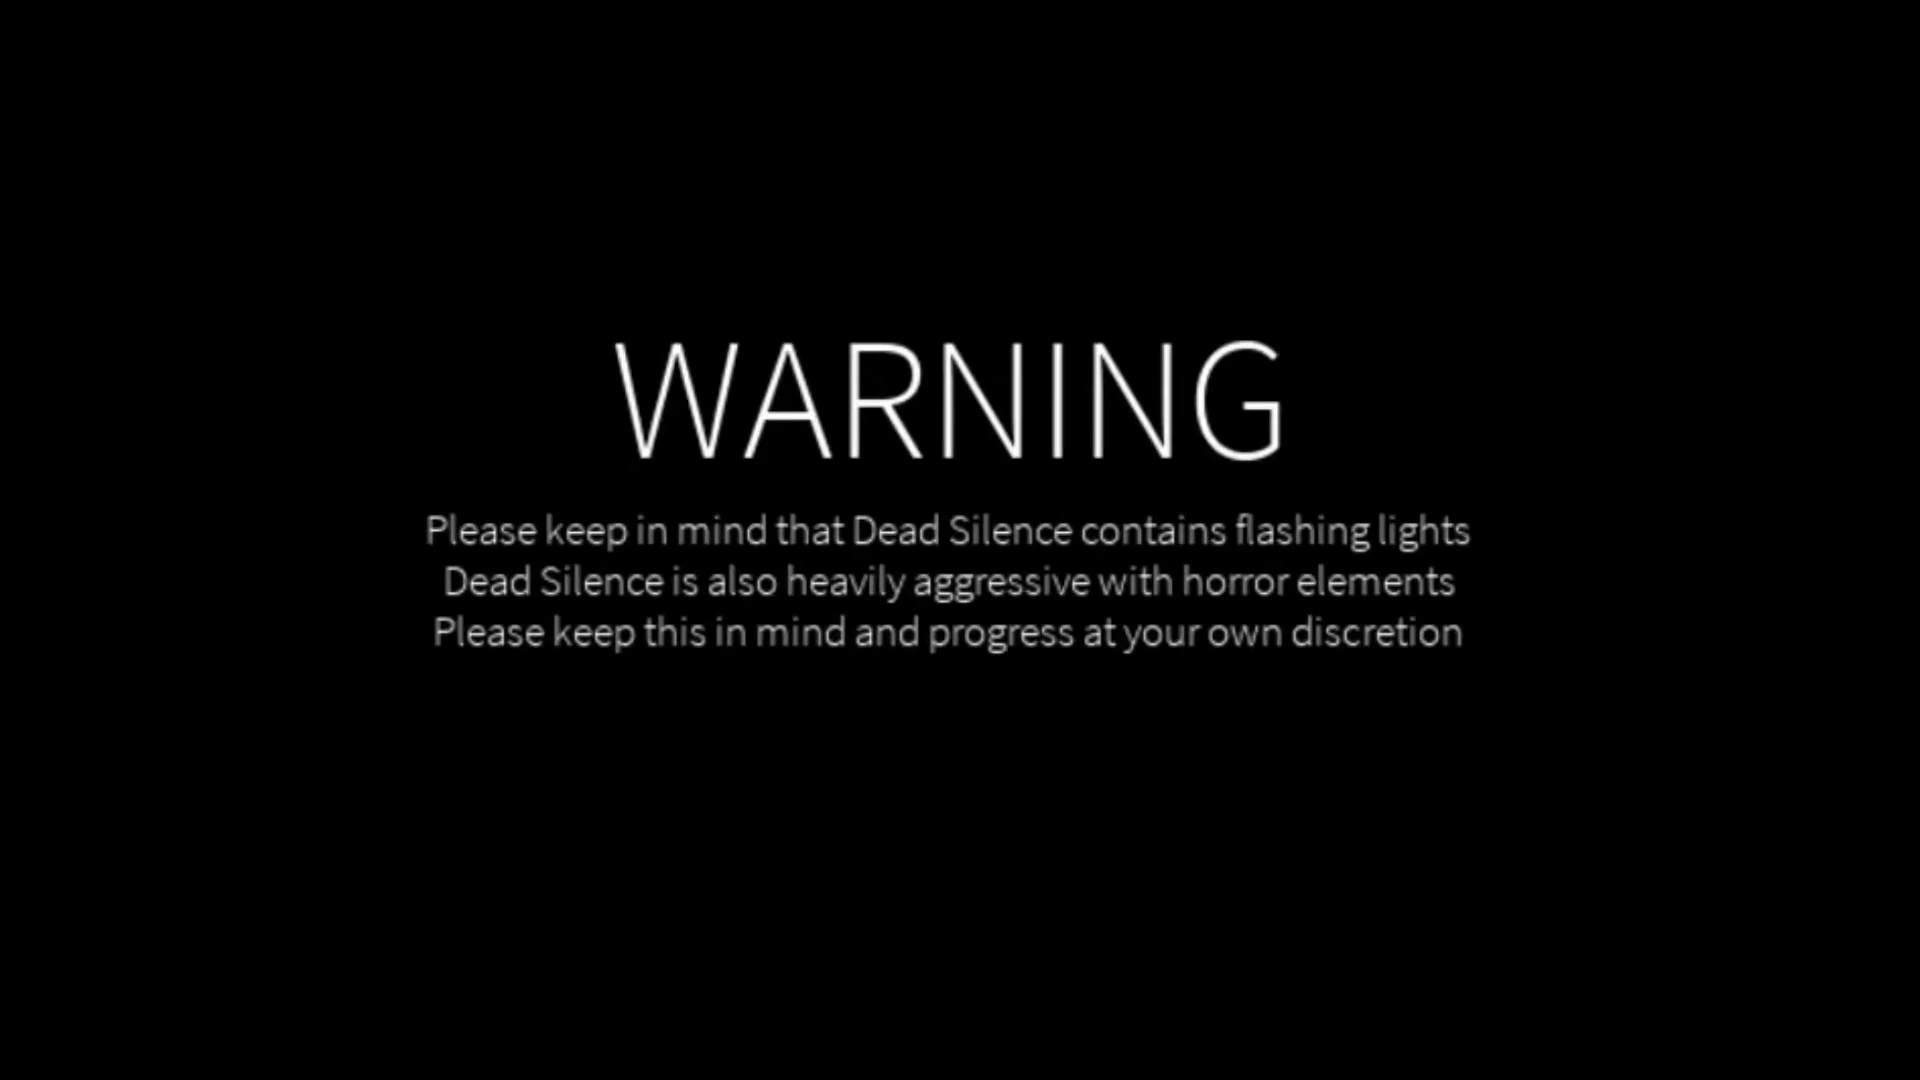 WARNING
Please keep in mind that Dead Silence contains flashing lights
Dead Silence is also heavily aggressive with horror elements
Please keep this in mind and progress at your own discretion